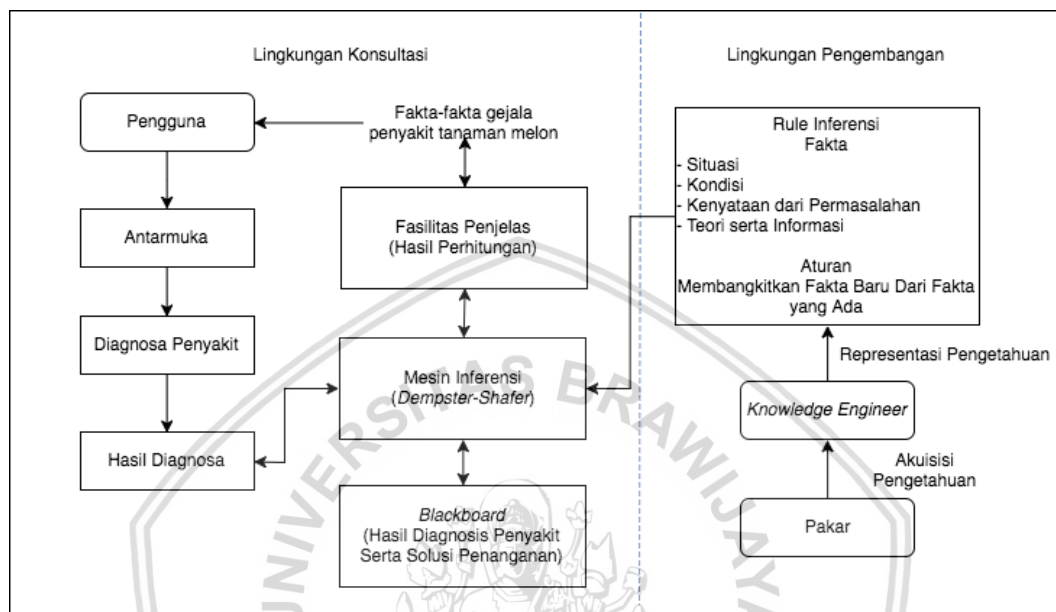 Lingkungan Konsultasi
Lingkungan Pengembangan
Pengguna
Fakta-fakta gejala
penyakit tanaman melon
Antarmuka
Fasilitas Penjelas
(Hasil Perhitungan)
Diagnosa Penyakit
Mesin Inferensi
(Dempster-Shafer)
Hasil Diagnosa
Blackboard
(Hasil Diagnosis Penyakit
Serta Solusi Penanganan)
Rule Inferensi
Fakta
- Situasi
- Kondisi
- Kenyataan dari Permasalahan
- Teori serta Informasi
Aturan
Membangkitkan Fakta Baru Dari Fakta
yang Ada
Representasi Pengetahuan
Knowledge Engineer
Akuisisi
Pengetahuan
Pakar
UNIVERSITAS BRAWIJAYA